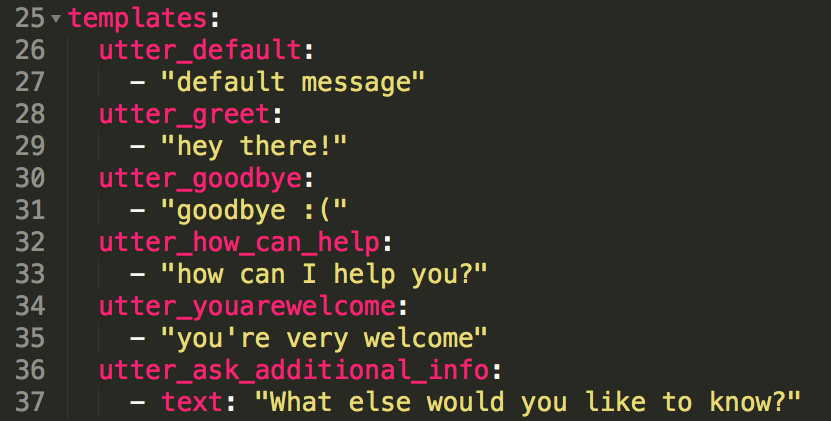 25 templates:
26 utter_default:
27 - "default message"
28 utter_greet:
29 - "hey there!"
30 utter_goodbye:
31 - "goodbye :("
32 utter_how_can_help:
33 - "how can I help you?"
34 utter_youarewelcome:
35 - "you're very welcome"
36 utter_ask_additional_info:
37 - text: "What else would you like to know?"